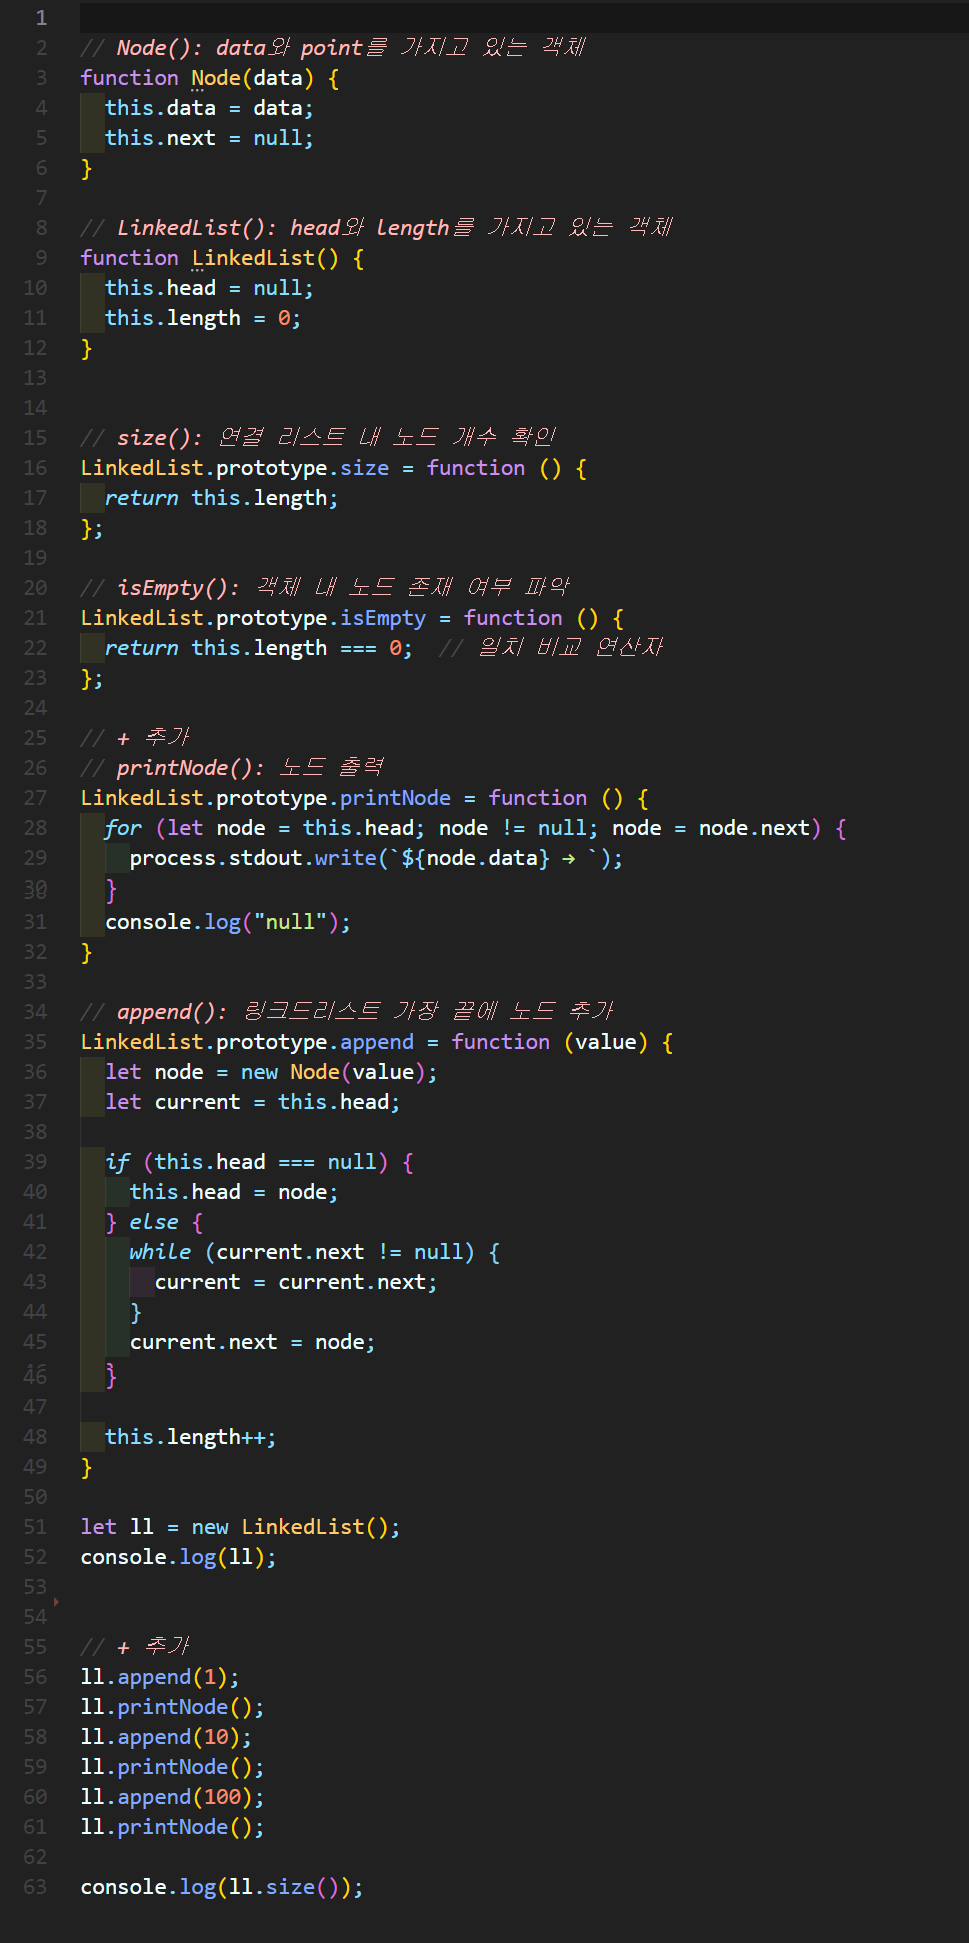 1
2 // Node(): data와 point를 가지고 있는 객체
3 function Node(data) {
4   this.data = data;
5   this.next = null;
6 }
7
8 // LinkedList(): head와 length를 가지고 있는 객체
9 function LinkedList() {
10   this.head = null;
11   this.length = 0;
12 }
13
14
15 // size(): 연결 리스트 내 노드 개수 확인
16 LinkedList.prototype.size = function () {
17   return this.length;
18 };
19
20 // isEmpty(): 객체 내 노드 존재 여부 파악
21 LinkedList.prototype.isEmpty = function () {
22   return this.length === 0;  // 일치 비교 연산자
23 };
24
25 // + 추가
26 // printNode(): 노드 출력
27 LinkedList.prototype.printNode = function () {
28   for (let node = this.head; node != null; node = node.next) {
29     process.stdout.write(`${node.data} → `);
30   }
31   console.log("null");
32 }
33
34 // append(): 링크드리스트 가장 끝에 노드 추가
35 LinkedList.prototype.append = function (value) {
36   let node = new Node(value);
37   let current = this.head;
38
39   if (this.head === null) {
40     this.head = node;
41   } else {
42     while (current.next != null) {
43       current = current.next;
44     }
45     current.next = node;
46   }
47
48   this.length++;
49 }
50
51 let ll = new LinkedList();
52 console.log(ll);
53
54
55 // + 추가
56 ll.append(1);
57 ll.printNode();
58 ll.append(10);
59 ll.printNode();
60 ll.append(100);
61 ll.printNode();
62
63 console.log(ll.size());